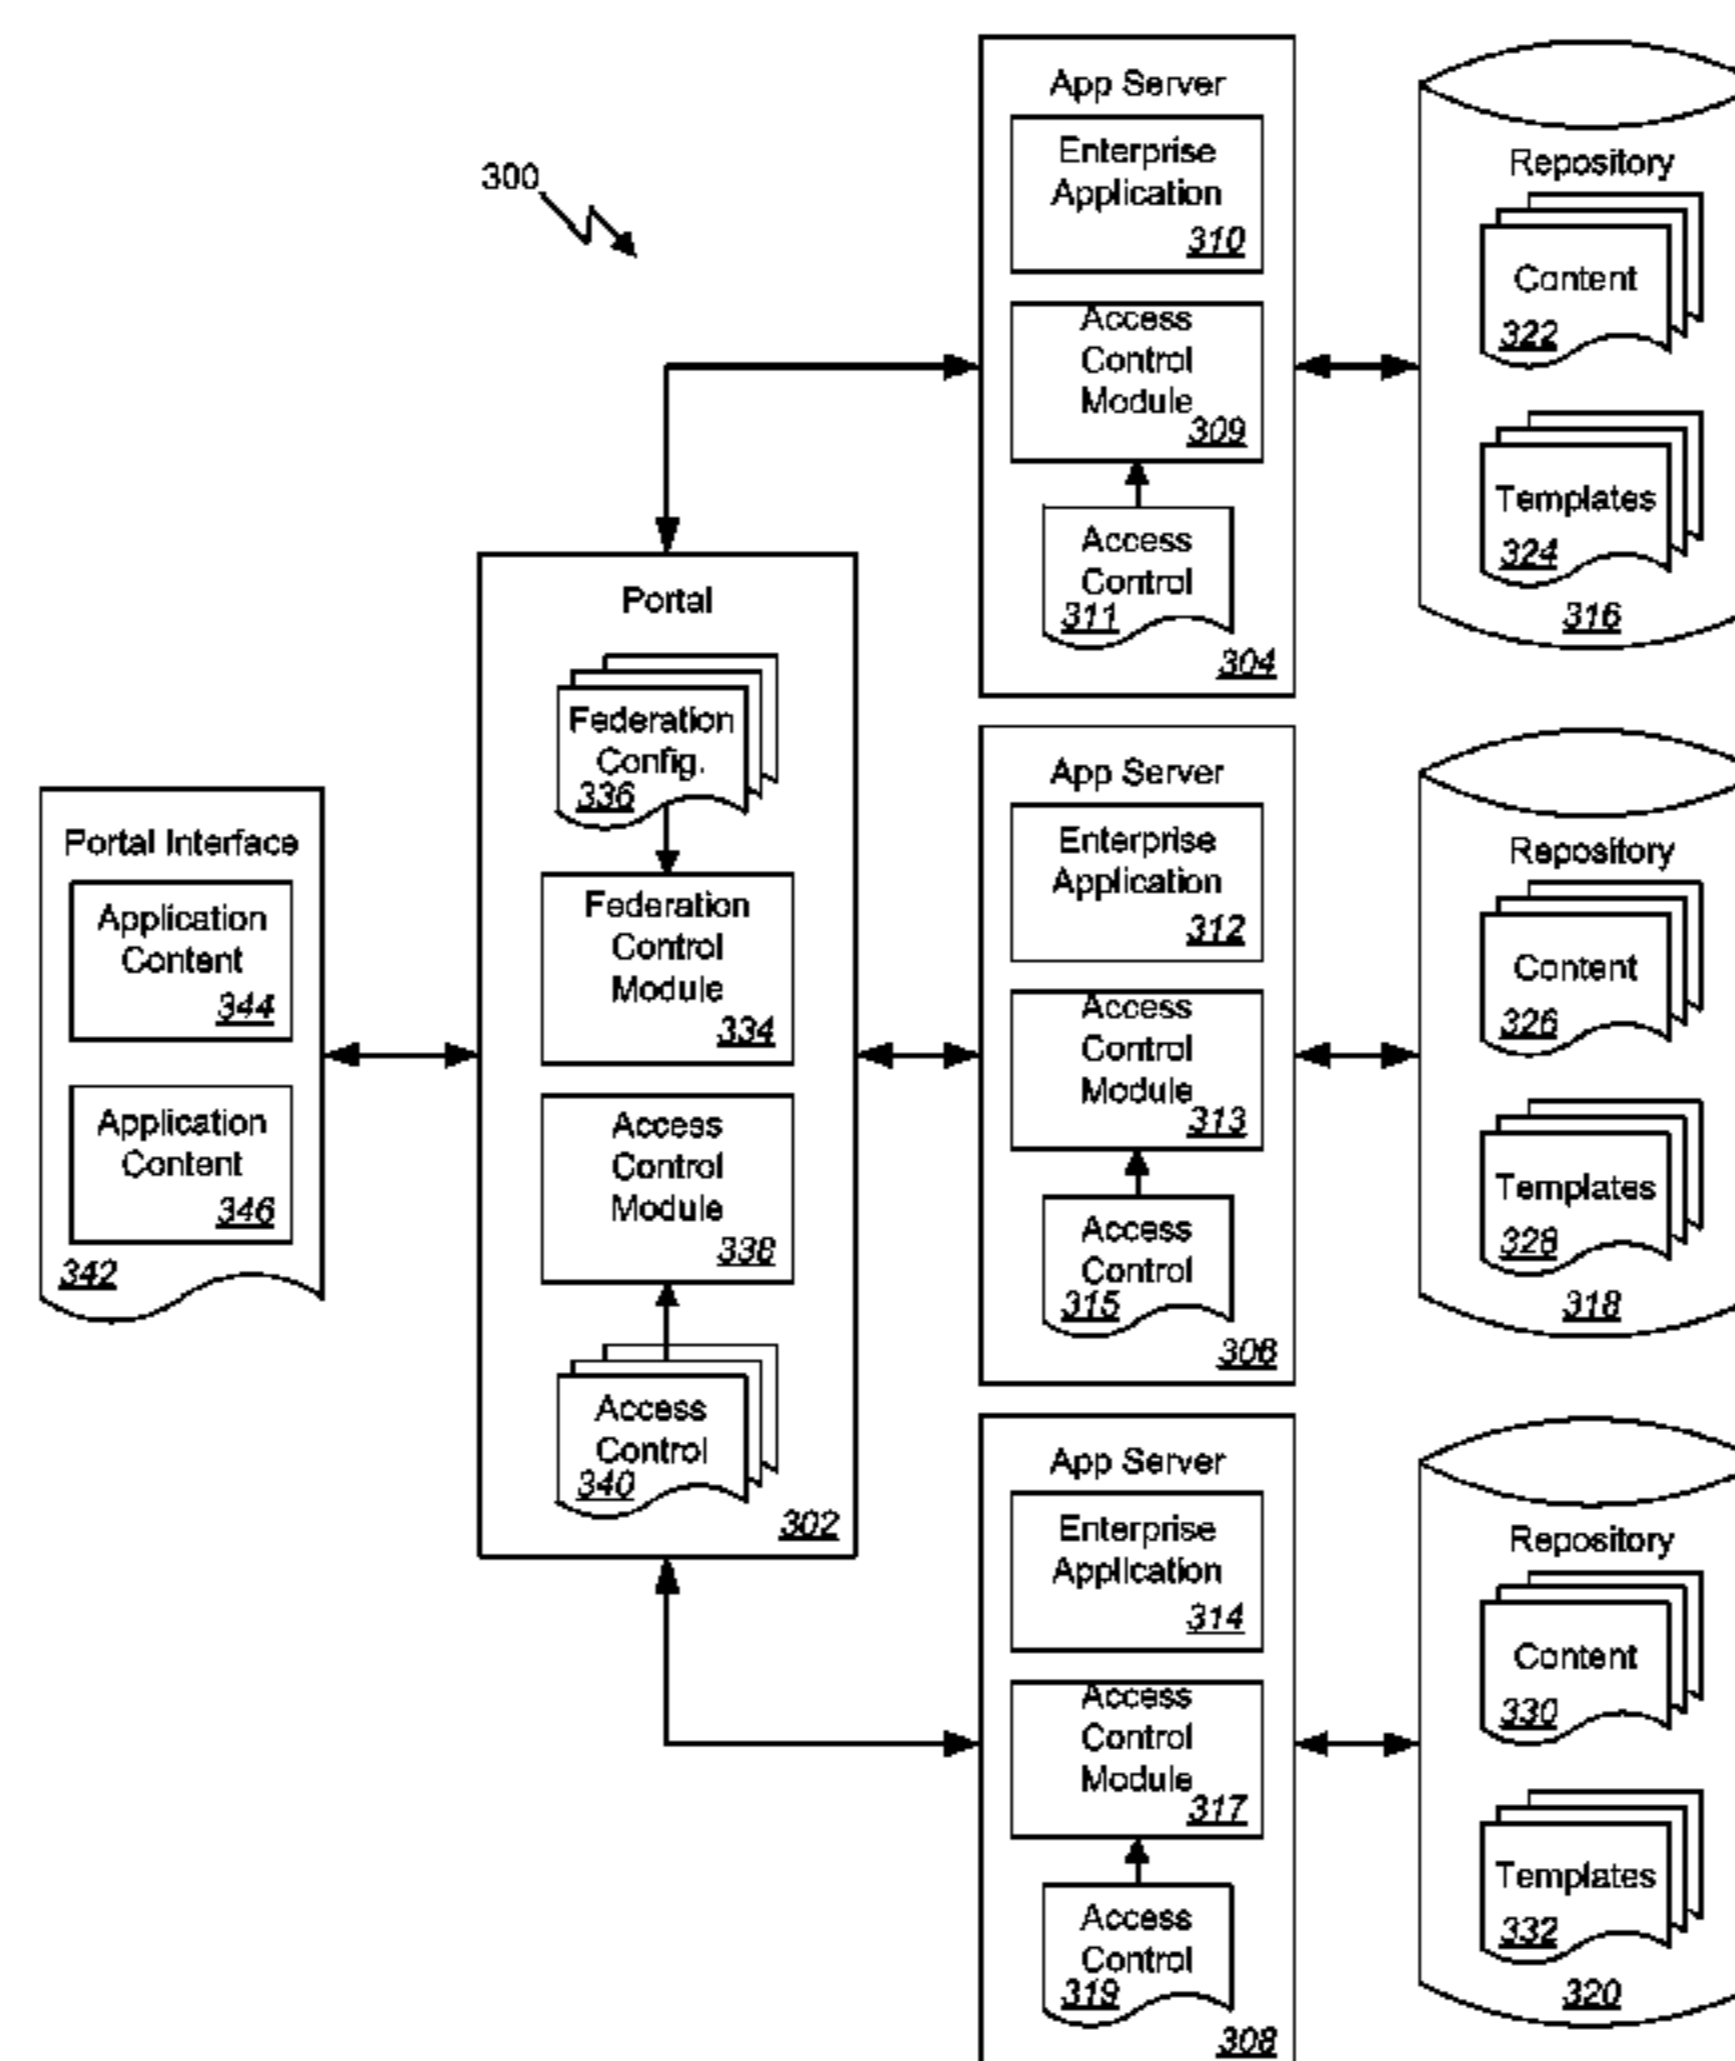 300
Portal Interface
Application
Content
344
Application
Content
346
342
Portal
Federation
Config.
336
Federation
Control
Module
334
Access
Control
Module
338
Access
Control
340
302
App Server
Enterprise
Application
310
Access
Control
Module
309
Access
Control
311
304
Repository
Content
322
Templates
324
316
App Server
Enterprise
Application
312
Access
Control
Module
313
Access
Control
315
306
Repository
Content
326
Templates
328
318
App Server
Enterprise
Application
314
Access
Control
Module
317
Access
Control
319
308
Repository
Content
330
Templates
332
320